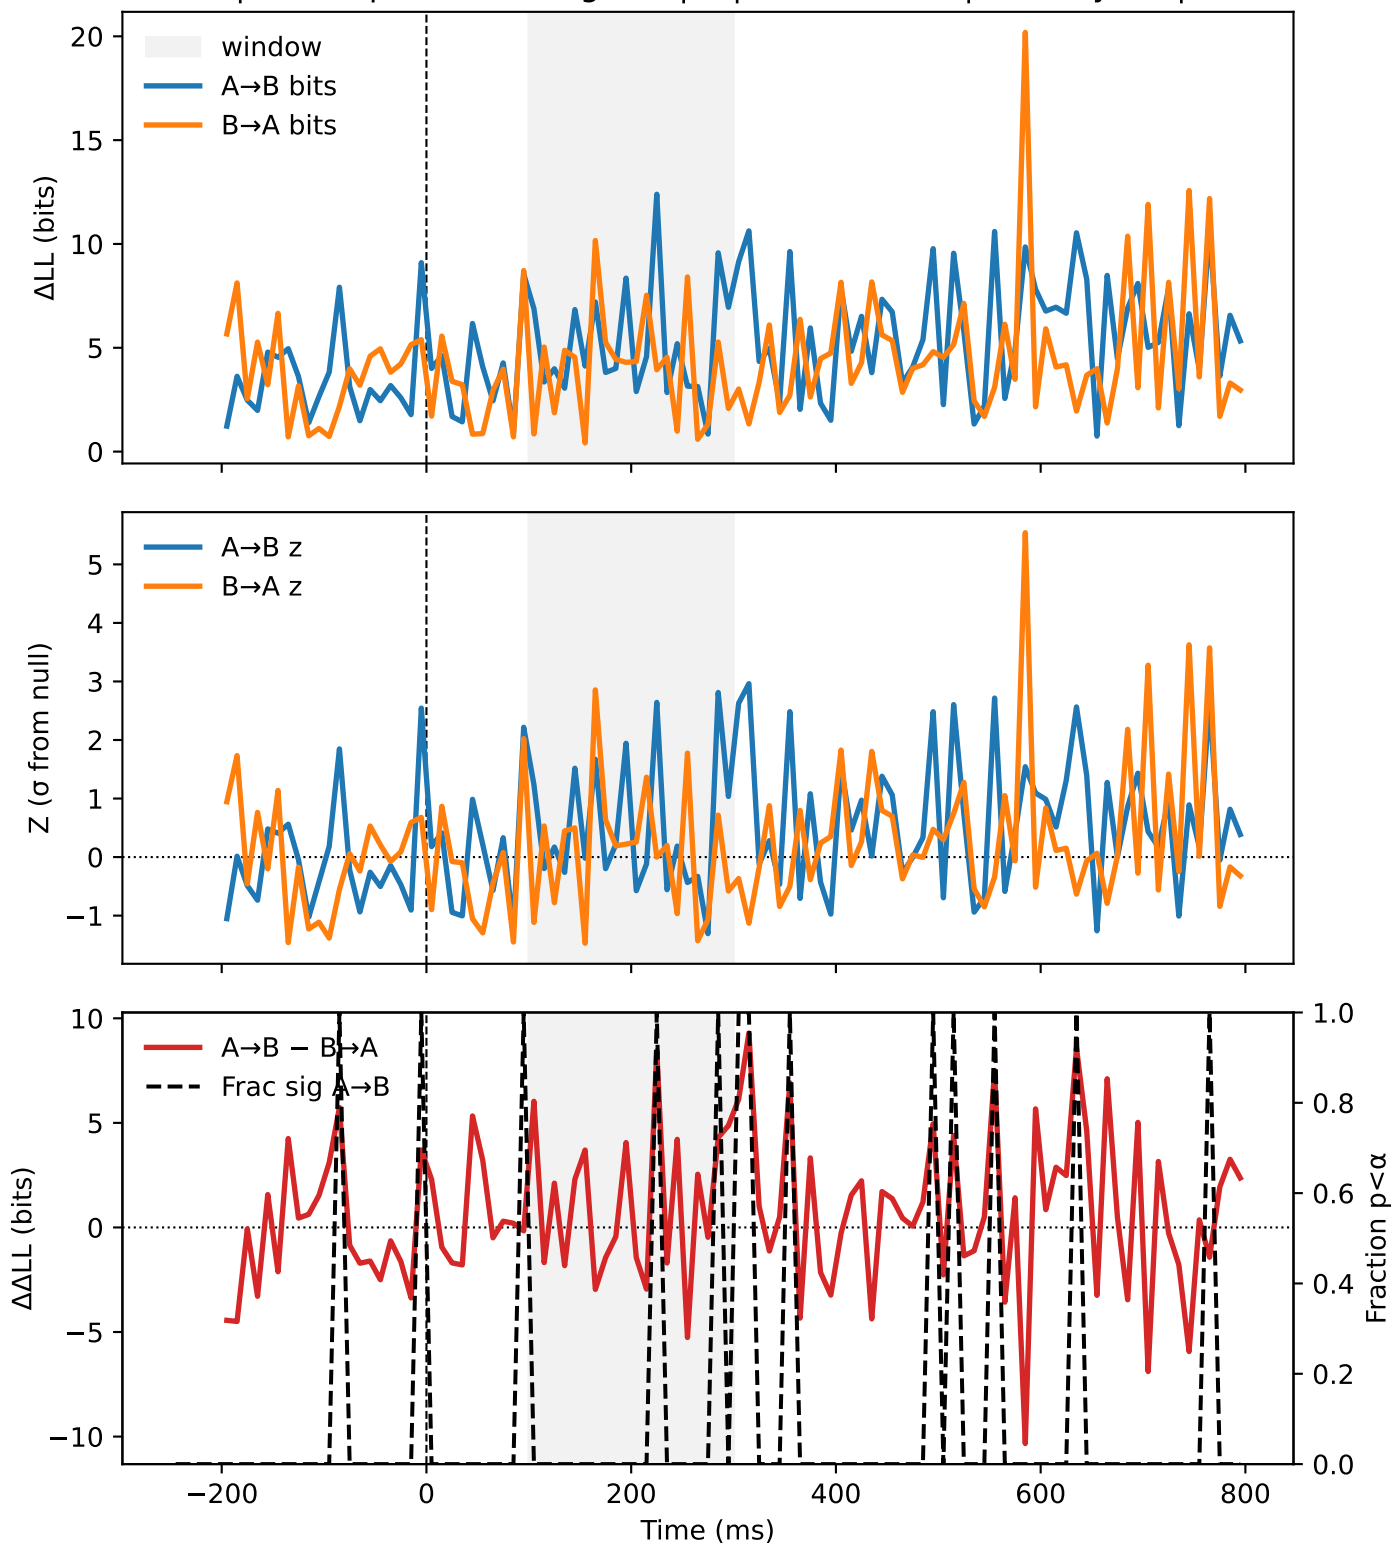 window
A→B bits
B→A bits
20
15
10
5
0
ΔLL (bits)
A→B z
B→A z
5
4
3
2
1
0
−1
Z (σ from null)
A→B − B→A
Frac sig A→B
10
5
0
−5
−10
ΔΔLL (bits)
1.0
0.8
0.6
0.4
0.2
0.0
Fraction p<α
−200
0
200
400
600
800
Time (ms)